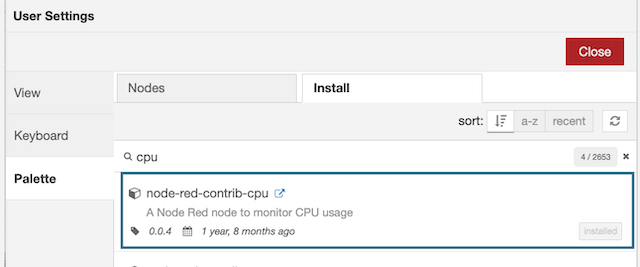 User Settings
Close
View
Keyboard
Palette
Nodes
Install
sort: a-z recent
cpu
4 / 2653
node-red-contrib-cpu
A Node Red node to monitor CPU usage
0.0.4 1 year, 8 months ago
installed